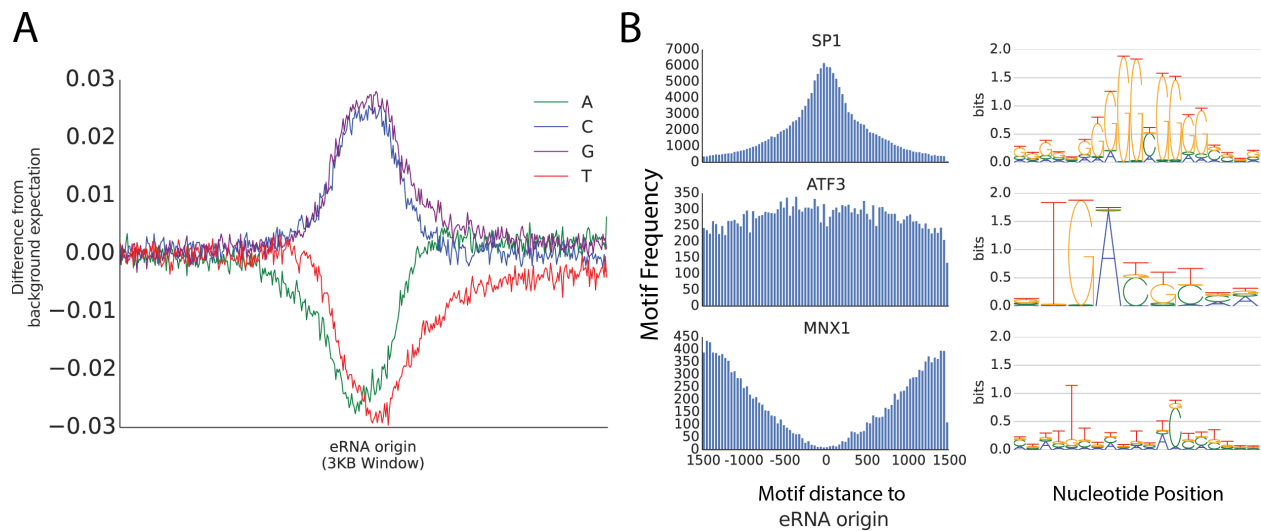 A
B
0.03
0.02
0.01
0.00
−0.01
−0.02
−0.03
Difference from
background expectation
A
C
G
T
eRNA origin
(3KB Window)
Motif Frequency
SP1
7000
6000
5000
4000
3000
2000
1000
0
2.0
1.5
1.0
0.5
0.0
bits
ATF3
350
300
250
200
150
100
50
0
2.0
1.5
1.0
0.5
0.0
bits
MNX1
450
400
350
300
250
200
150
100
50
0
1500 -1000 -500 0 500 1000 1500
2.0
1.5
1.0
0.5
0.0
bits
Motif distance to
eRNA origin
Nucleotide Position